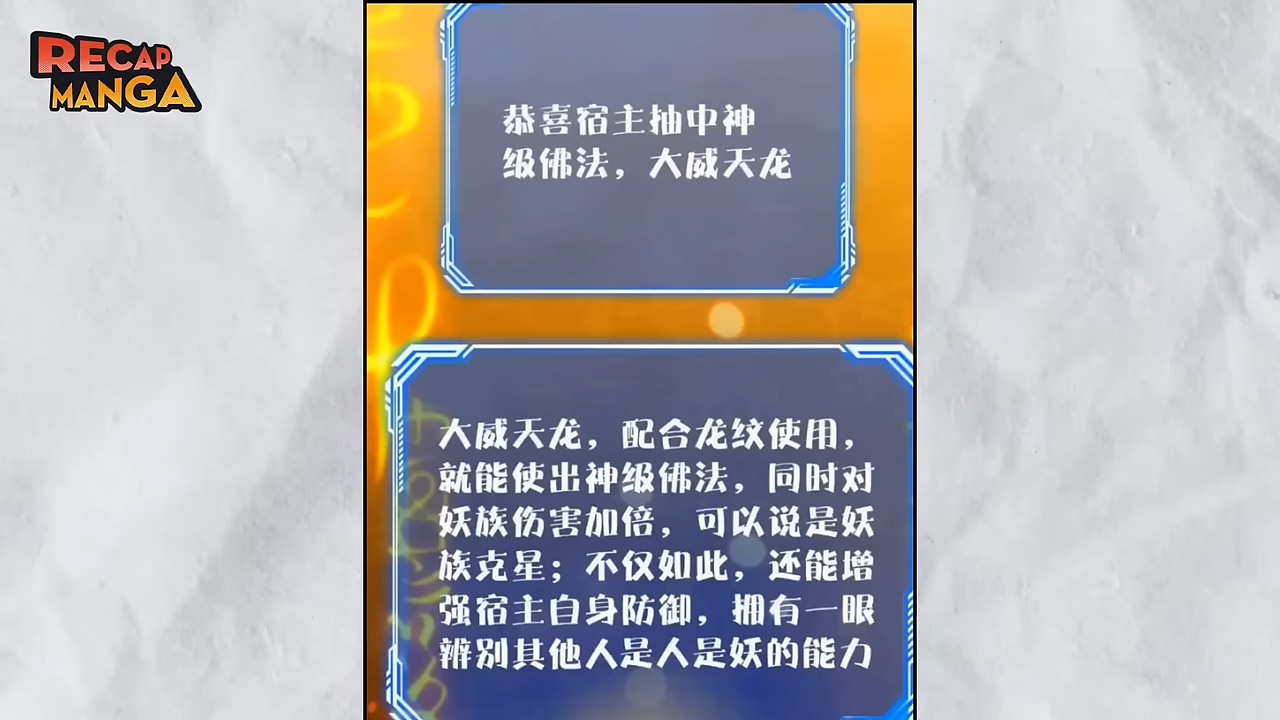 RECAP
MANGA
恭喜宿主抽中神
级佛法，大威天龙
大威天龙，配合龙纹使用，
就能使出神级佛法，同时对
妖族伤害加倍，可以说是妖
族克星；不仅如此，还能增
强宿主自身防御，拥有一眼
辨别其他人是人是妖的能力